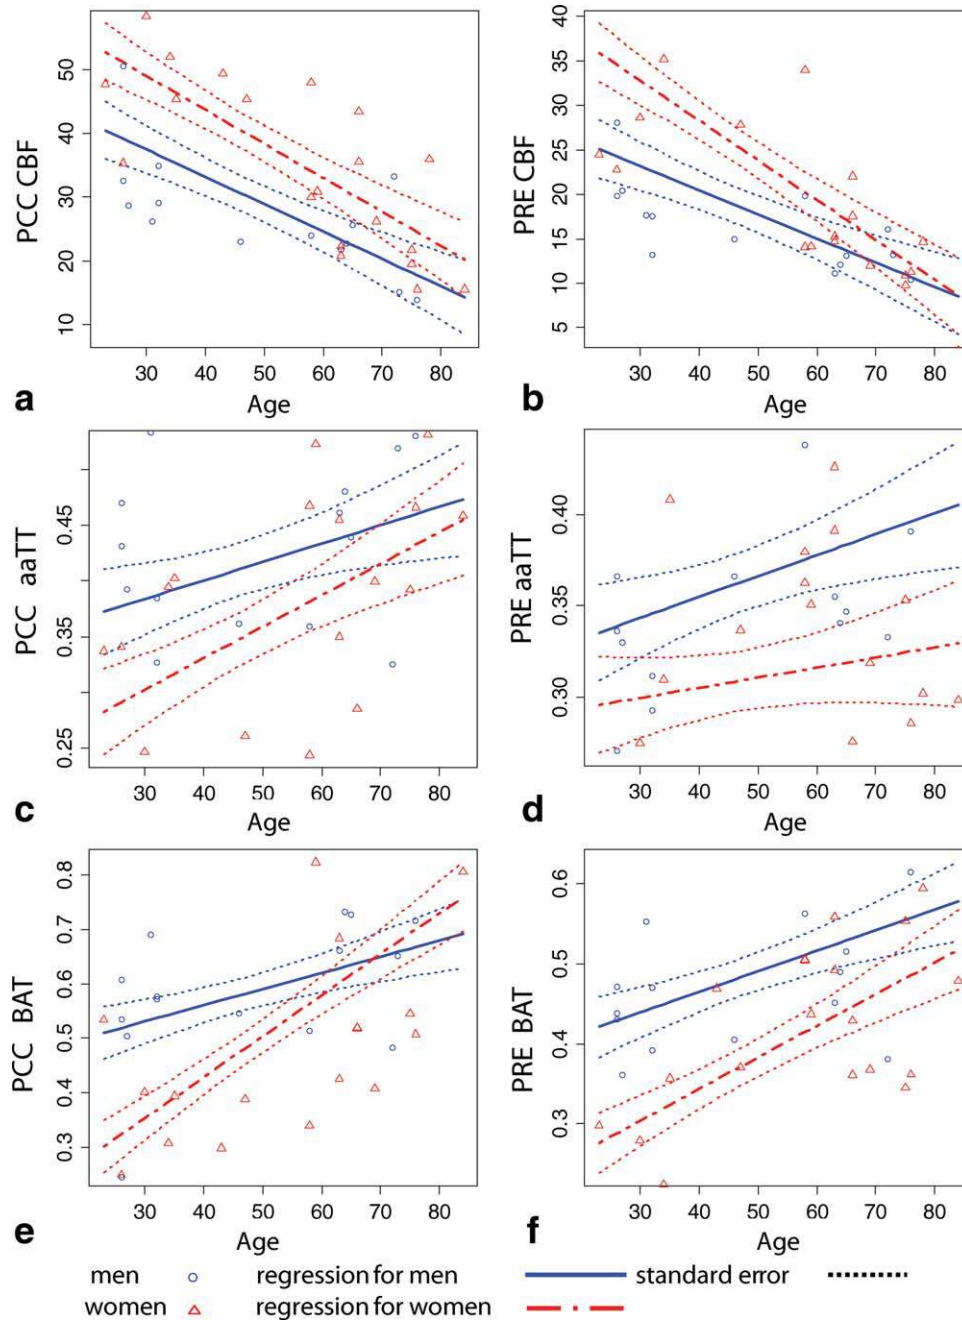 PCC CBF
50
40
30
20
10
30 40 50 60 70 80
a
Age
PRE CBF
40
35
30
25
20
15
10
5
30 40 50 60 70 80
b
Age
PCC aaTT
0.45
0.35
0.25
30 40 50 60 70 80
c
Age
PRE aaTT
0.40
0.35
0.30
30 40 50 60 70 80
d
Age
PCC BAT
0.8
0.7
0.6
0.5
0.4
0.3
30 40 50 60 70 80
e
Age
PRE BAT
0.6
0.5
0.4
0.3
30 40 50 60 70 80
f
Age
men regression for men standard error
women regression for women